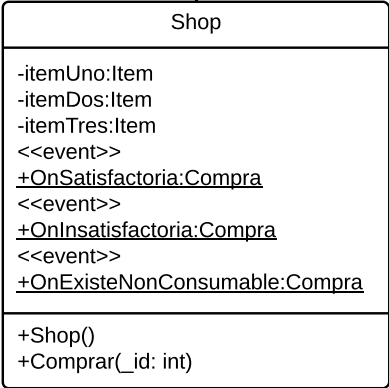 Shop
-itemUno:Item
-itemDos:Item
-itemTres:Item
<<event>>
+OnSatisfactoria:Compra
<<event>>
+OnInsatisfactoria:Compra
<<event>>
+OnExisteNonConsumable:Compra
+Shop()
+Comprar(_id: int)